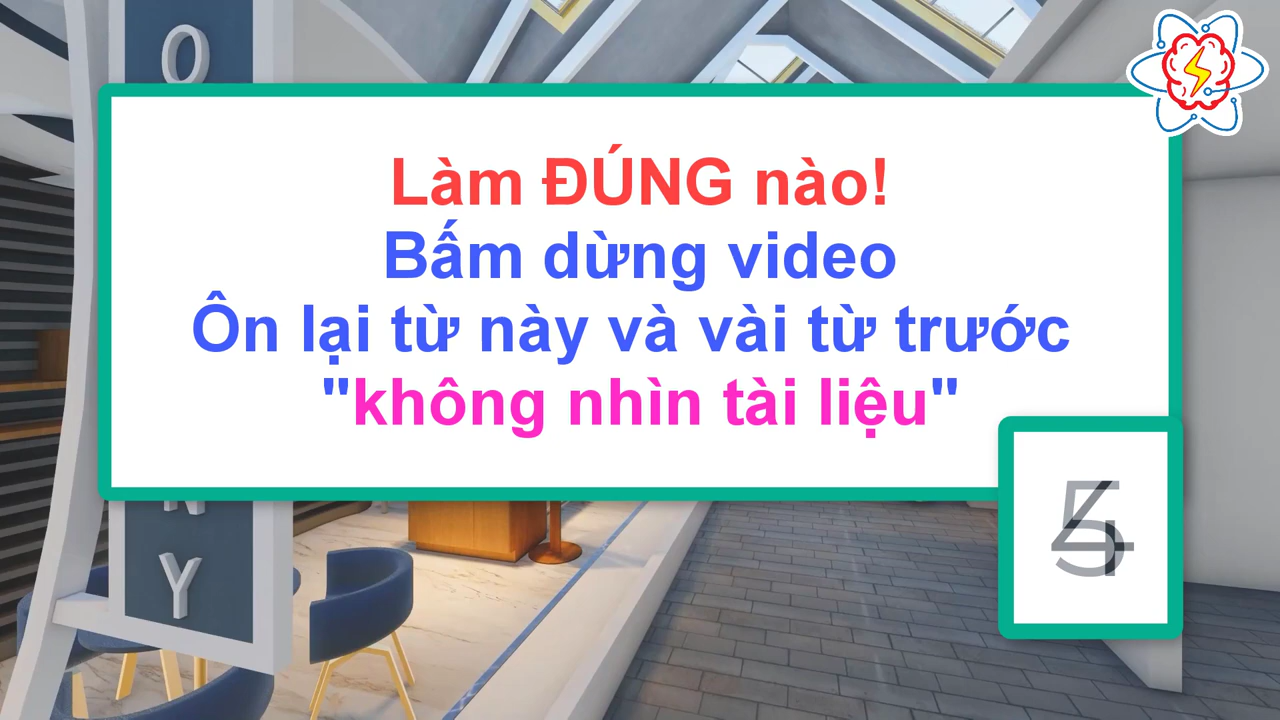 O
Làm ĐÚNG nào!
Bấm dừng video
Ôn lại từ này và vài từ trước
"không nhìn tài liệu"
N
Y